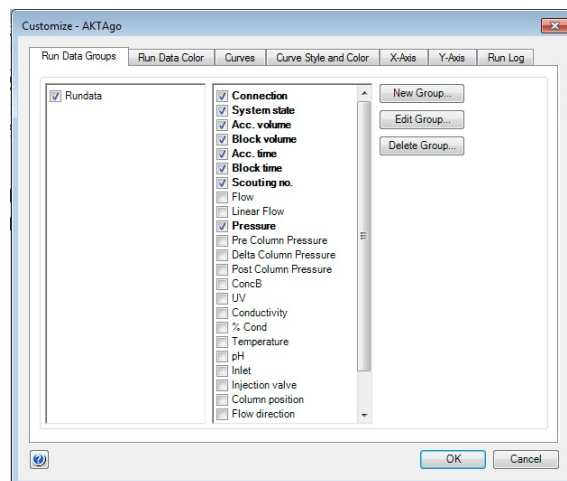 Customize - AKTAgo
Run Data Groups
Run Data Color
Curves
Curve Style and Color
X-Axis
Y-Axis
Run Log
Rundata
Connection
System state
Acc. volume
Block volume
Acc. time
Block time
Scouting no.
Flow
Linear Flow
Pressure
Pre Column Pressure
Delta Column Pressure
Post Column Pressure
ConcB
UV
Conductivity
% Cond
Temperature
pH
Inlet
Injection valve
Column position
Flow direction
New Group...
Edit Group...
Delete Group...
OK
Cancel